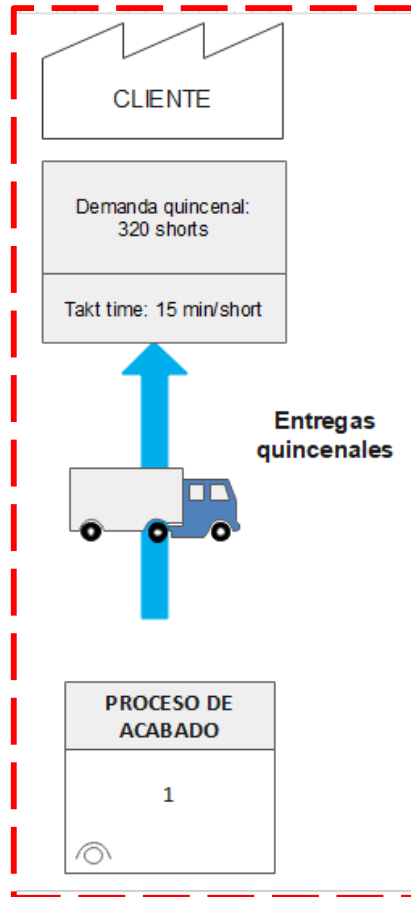 CLIENTE
Demanda quincenal:
320 shorts
Takt time: 15 min/short
Entregas
quincenales
PROCESO DE
ACABADO
1